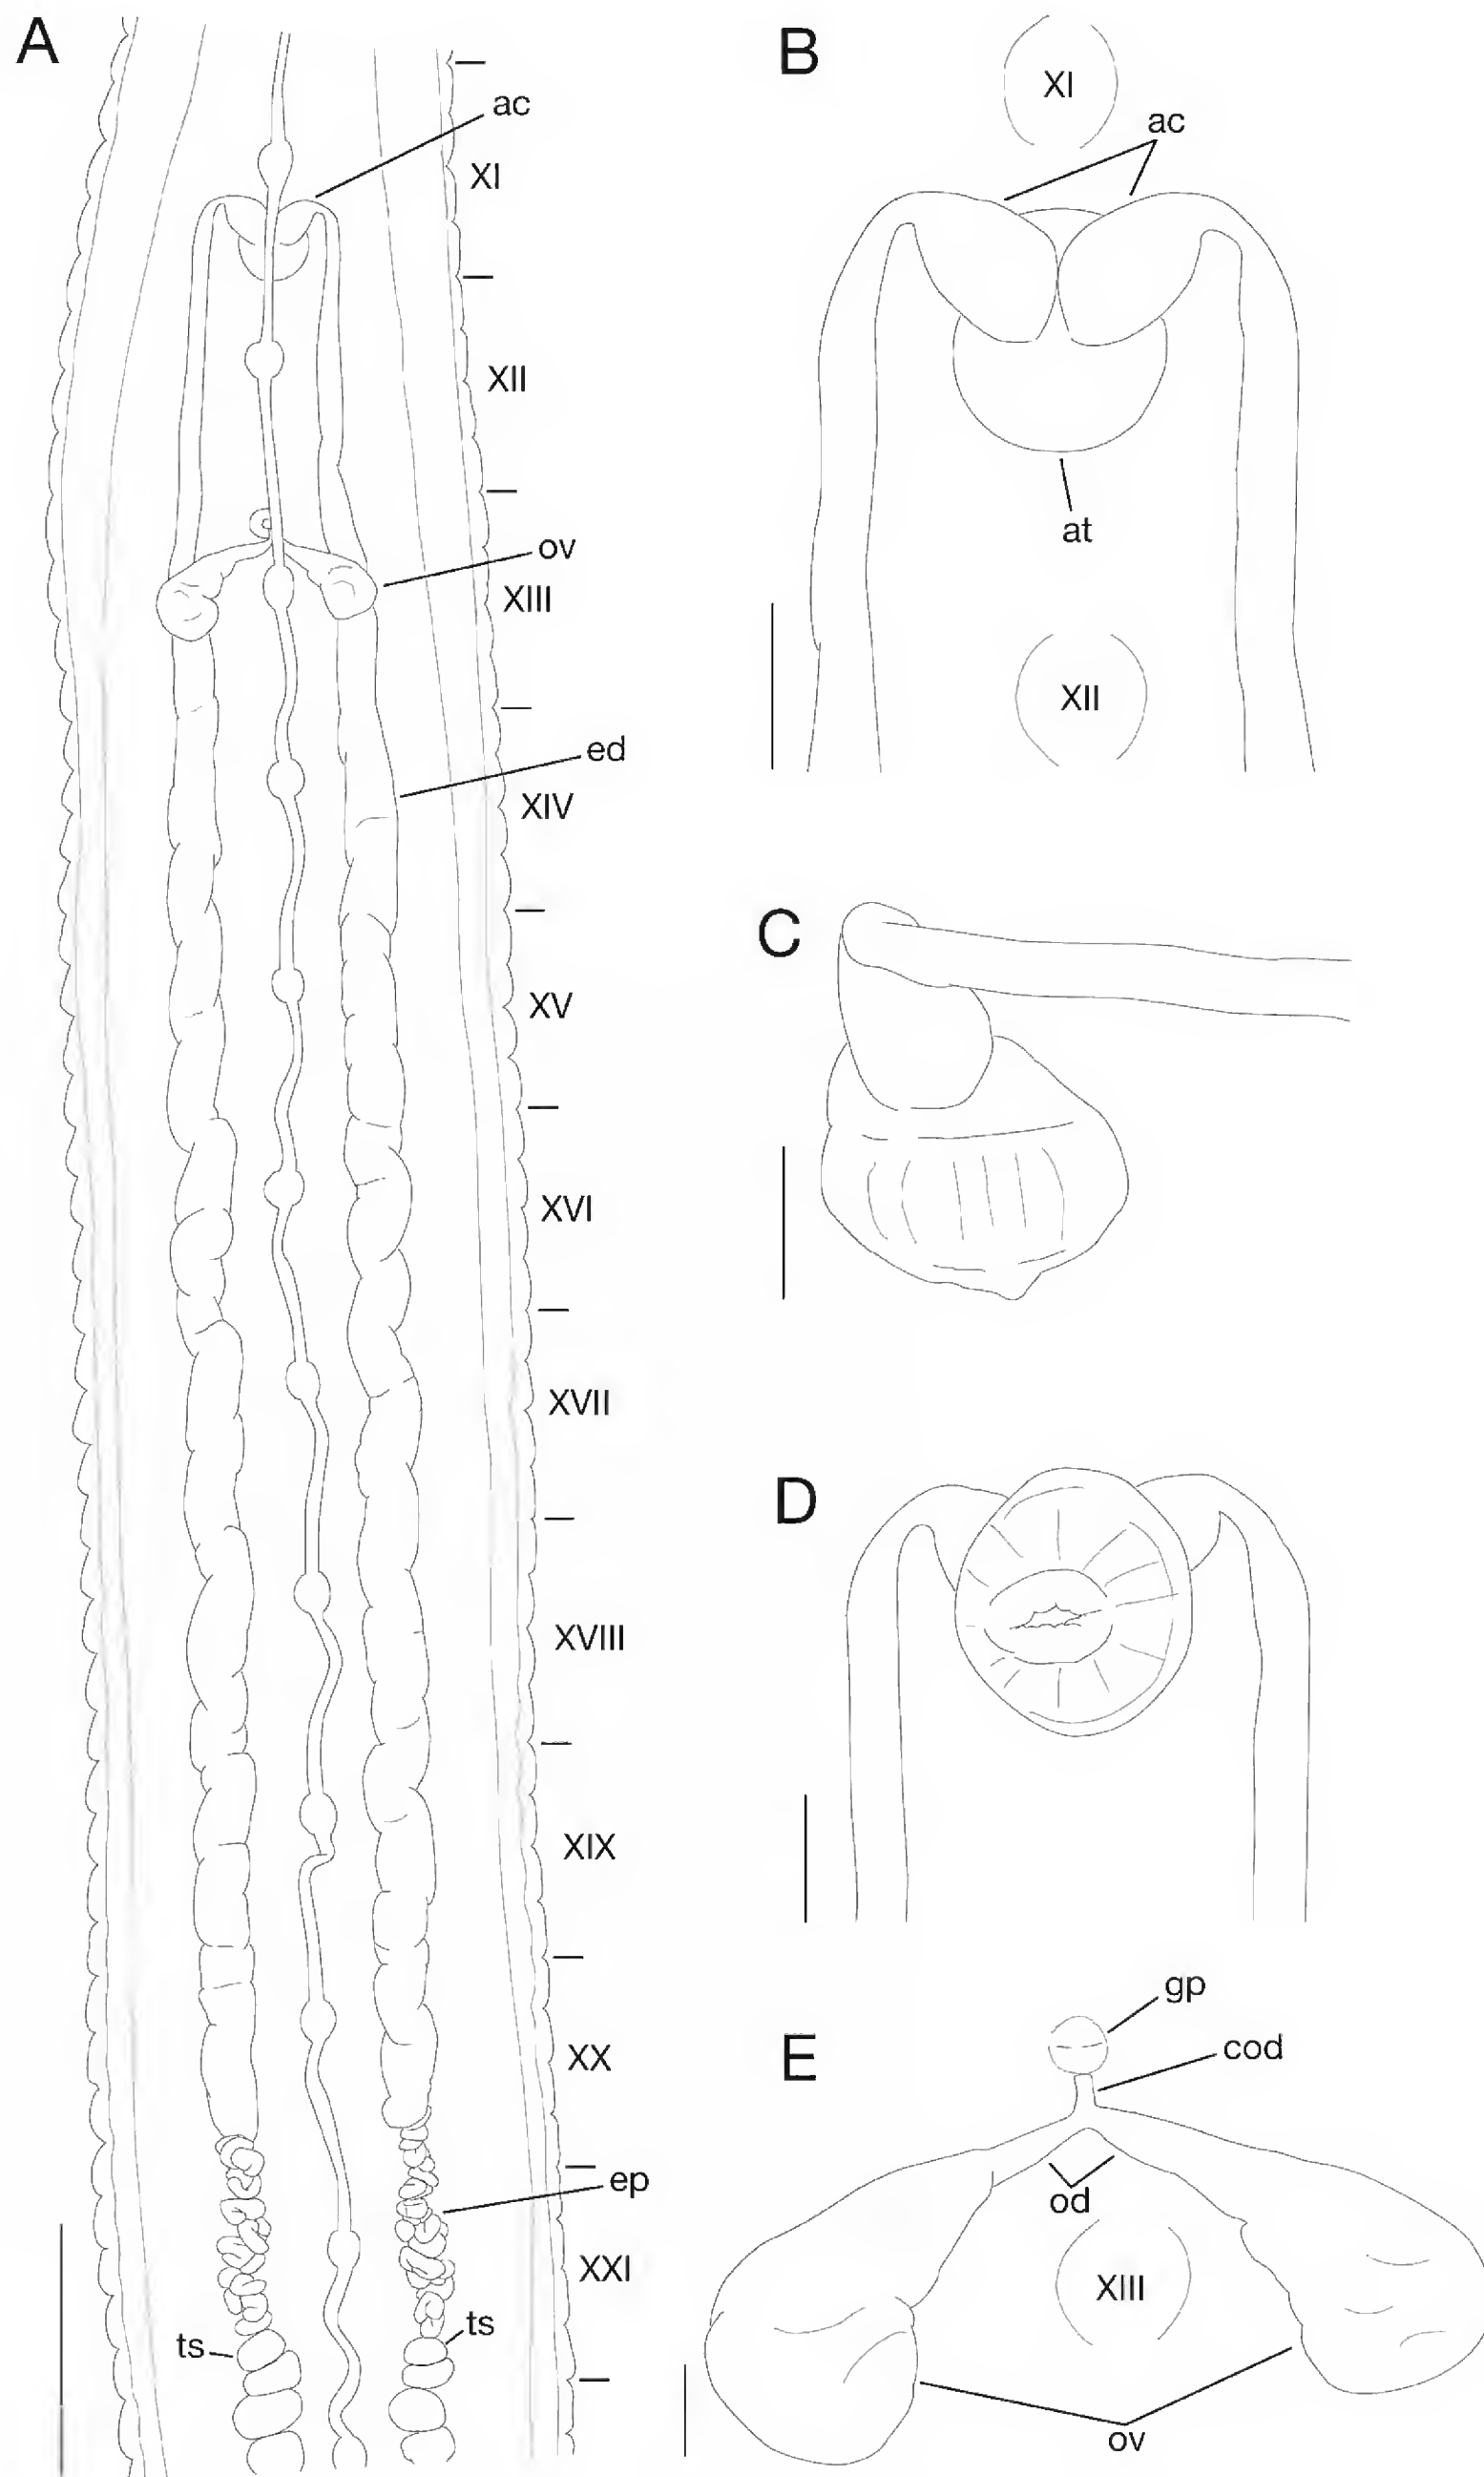 A
ac
XI
XII
ov
XIII
ed
XIV
XV
XVI
XVII
XVIII
XIX
XX
ep
XXI
ts
ts
B
XI
ac
at
XII
C
D
E
gp
cod
od
XIII
ov